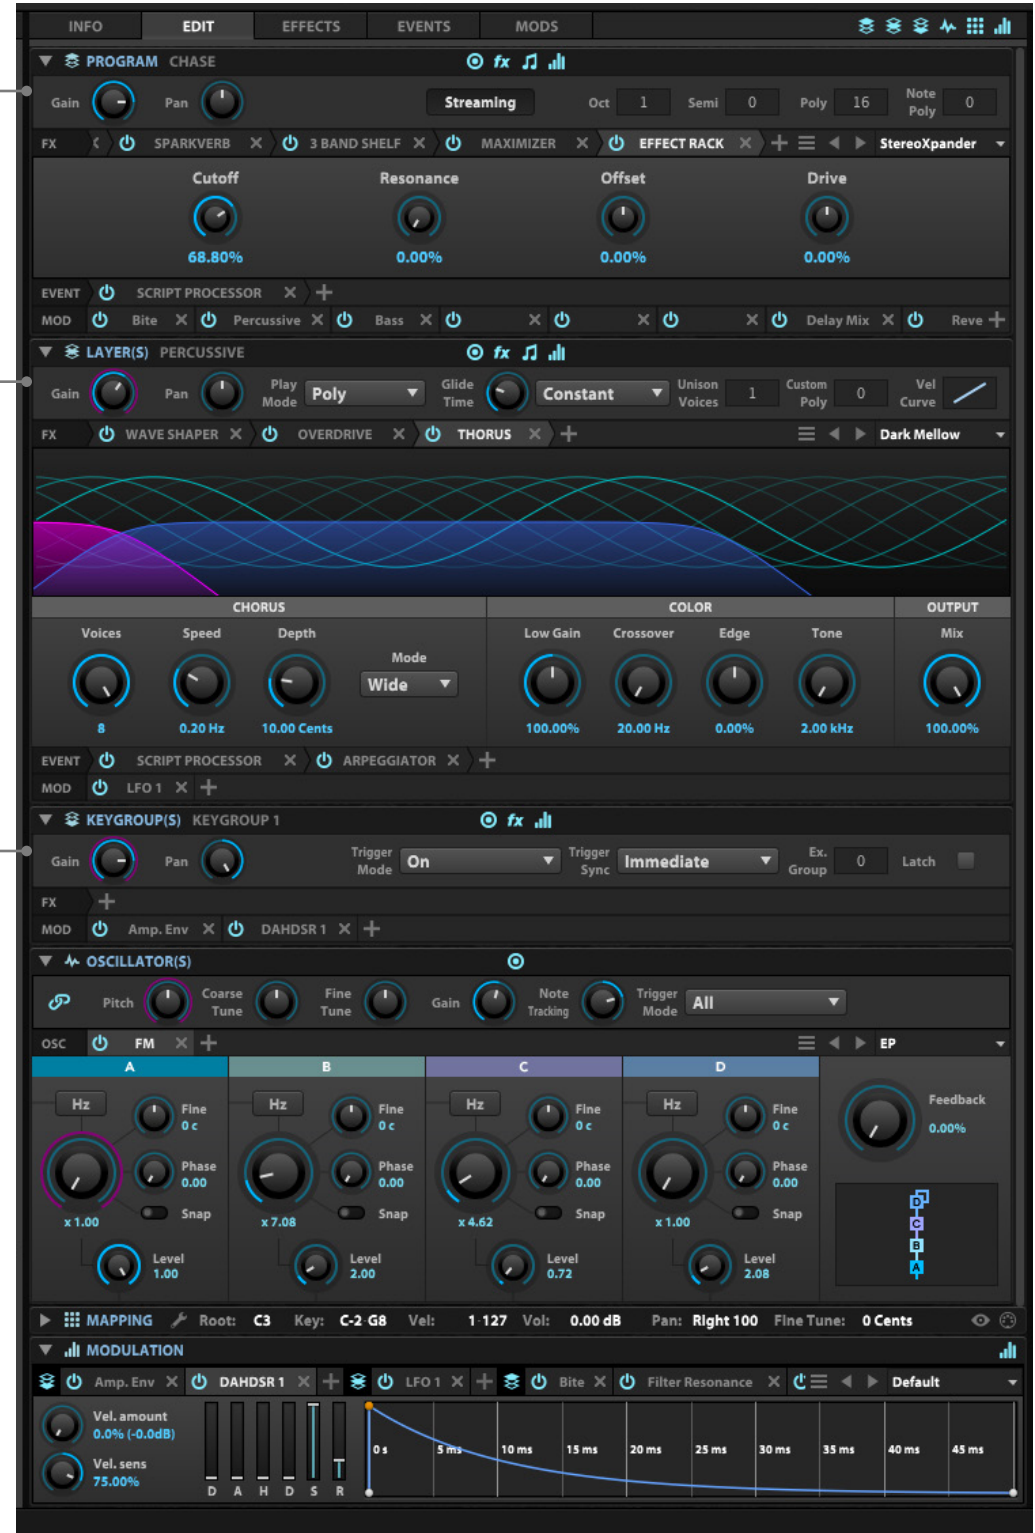 INFO EDIT EFFECTS EVENTS MODS
PROGRAM CHASE fx
Gain Pan Streaming Oct 1 Semi 0 Poly 16 Note Poly 0
FX SPARKVERB 3 BAND SHELF MAXIMIZER EFFECT RACK StereoXpander
Cutoff Resonance Offset Drive
68.80% 0.00% 0.00% 0.00%
EVENT SCRIPT PROCESSOR
MOD Bite Percussive Bass Delay Mix Reve
LAYER(S) PERCUSSIVE fx
Gain Pan Play Mode Poly Glide Time Constant Unison Voices 1 Custom Poly 0 Vel Curve
FX WAVE SHAPER OVERDRIVE THORUS Dark Mellow
CHORUS COLOR OUTPUT
Voices Speed Depth Mode Low Gain Crossover Edge Tone Mix
Wide
8 0.20 Hz 10.00 Cents 100.00% 20.00 Hz 0.00% 2.00 kHz 100.00%
EVENT SCRIPT PROCESSOR ARPEGGIATOR
MOD LFO 1
KEYGROUP(S) KEYGROUP 1 fx
Gain Pan Trigger Mode On Trigger Sync Immediate Ex. Group 0 Latch
FX
MOD Amp. Env DAHDSR 1
OSCILLATOR(S)
Pitch Coarse Tune Fine Tune Gain Note Tracking Trigger Mode All
OSC FM EP
A B C D
Hz Fine 0 c Hz Fine 0 c Hz Fine 0 c Hz Fine 0 c Feedback 0.00%
Phase 0.00 Phase 0.00 Phase 0.00 Phase 0.00
x 1.00 Snap x 7.08 Snap x 4.62 Snap x 1.00 Snap
Level 1.00 Level 2.00 Level 0.72 Level 2.08
D
C
B
A
MAPPING Root: C3 Key: C-2-G8 Vel: 1-127 Vol: 0.00 dB Pan: Right 100 Fine Tune: 0 Cents
MODULATION
Amp. Env DAHDSR 1 LFO 1 Bite Filter Resonance Default
Vel. amount
0.0% (-0.0dB)
0 s 5 ms 10 ms 15 ms 20 ms 25 ms 30 ms 35 ms 40 ms 45 ms
Vel. sens
75.00%
D A H D S R